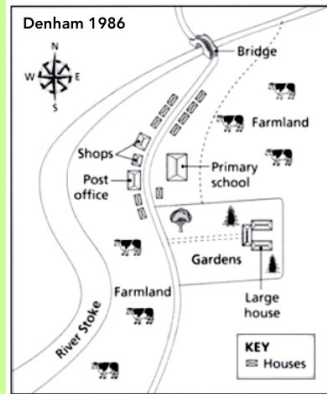 Denham 1986
N
W E
S
Bridge
Farmland
Shops
Primary
school
Post
office
Gardens
Farmland
Large
house
River Stoke
KEY
Houses